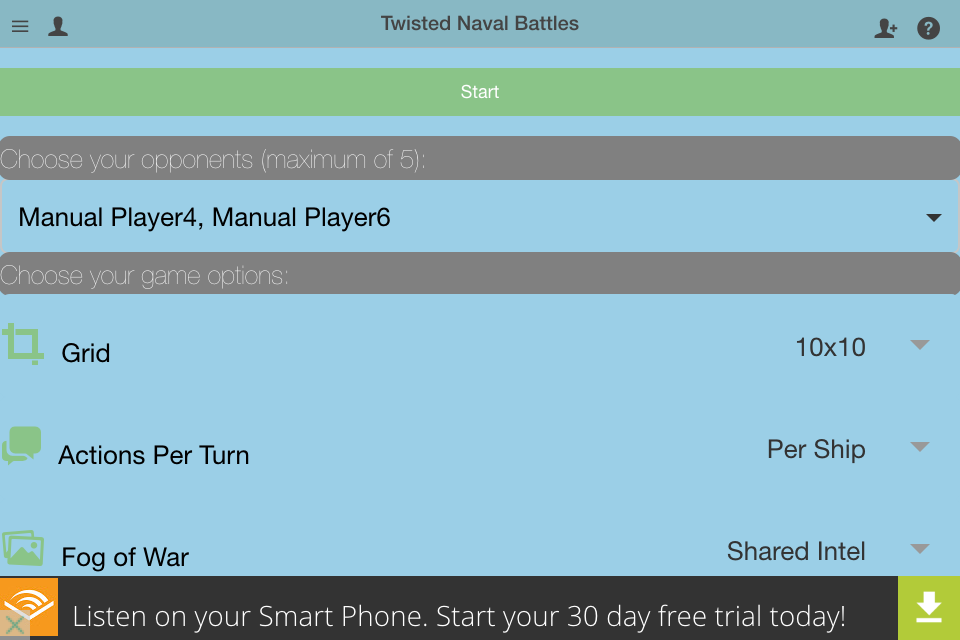 Twisted Naval Battles
?
Start
Choose your opponents (maximum of 5):
Manual Player4, Manual Player6
Choose your game options:
Grid 10x10
Actions Per Turn Per Ship
Fog of War Shared Intel
Listen on your Smart Phone. Start your 30 day free trial today!